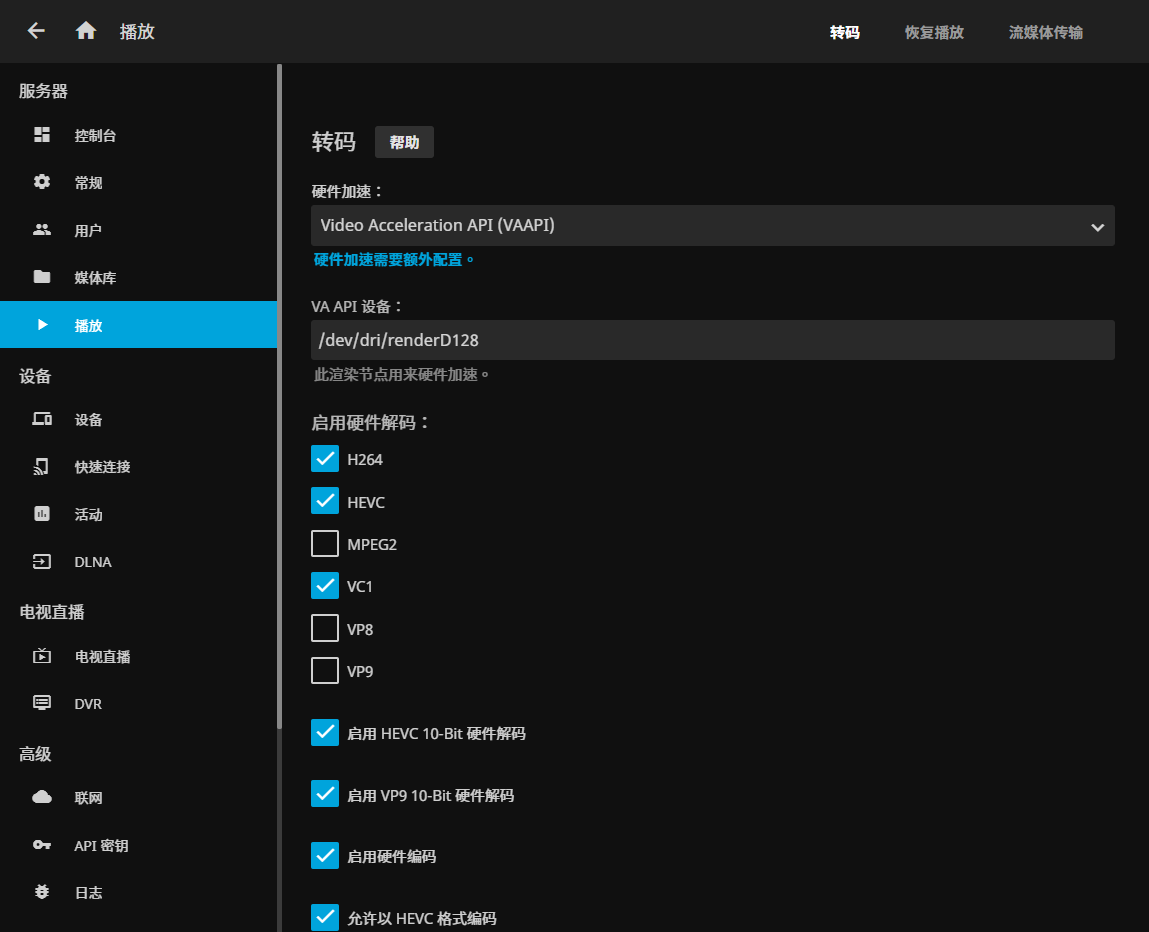 播放
转码
恢复播放
流媒体传输
服务器
控制台
常规
用户
媒体库
播放
设备
设备
快速连接
活动
DLNA
电视直播
电视直播
DVR
高级
联网
API 密钥
日志
转码
帮助
硬件加速：
Video Acceleration API (VAAPI)
硬件加速需要额外配置。
VA API 设备：
/dev/dri/renderD128
此渲染节点用来硬件加速。
启用硬件解码：
H264
HEVC
MPEG2
VC1
VP8
VP9
启用 HEVC 10-Bit 硬件解码
启用 VP9 10-Bit 硬件解码
启用硬件编码
允许以 HEVC 格式编码